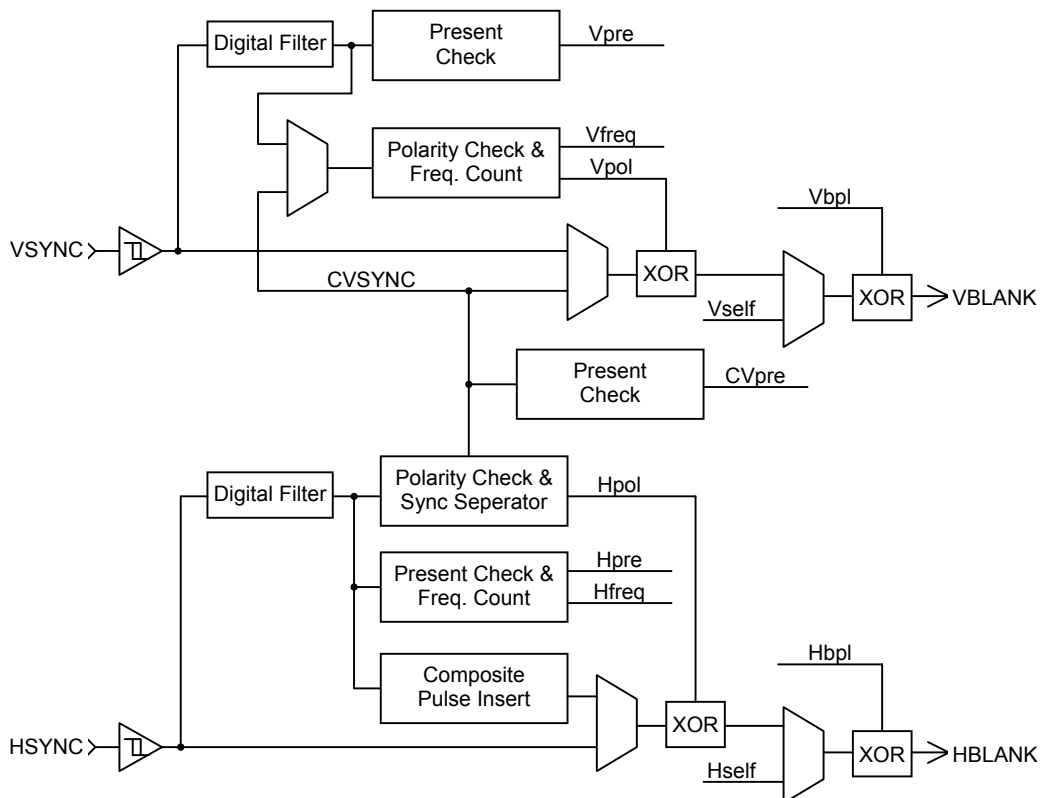 Digital Filter
Present
Check
Vpre
Polarity Check &
Freq. Count
Vfreq
Vpol
Vbpl
VSYNC
CVSYNC
XOR
XOR
VBLANK
Vself
Present
Check
CVpre
Digital Filter
Polarity Check &
Sync Seperator
Hpol
Present Check &
Freq. Count
Hpre
Hfreq
Composite
Pulse Insert
Hbpl
HSYNC
XOR
XOR
HBLANK
Hself